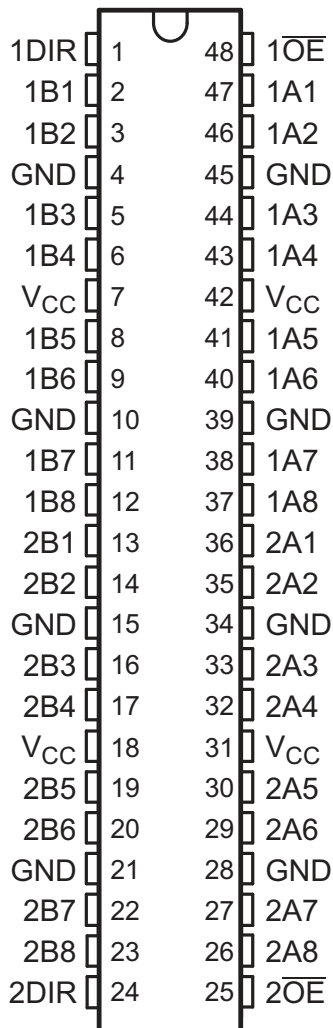 1DIR 1 48 1O̅E̅
1B1 2 47 1A1
1B2 3 46 1A2
GND 4 45 GND
1B3 5 44 1A3
1B4 6 43 1A4
VCC 7 42 VCC
1B5 8 41 1A5
1B6 9 40 1A6
GND 10 39 GND
1B7 11 38 1A7
1B8 12 37 1A8
2B1 13 36 2A1
2B2 14 35 2A2
GND 15 34 GND
2B3 16 33 2A3
2B4 17 32 2A4
VCC 18 31 VCC
2B5 19 30 2A5
2B6 20 29 2A6
GND 21 28 GND
2B7 22 27 2A7
2B8 23 26 2A8
2DIR 24 25 2O̅E̅